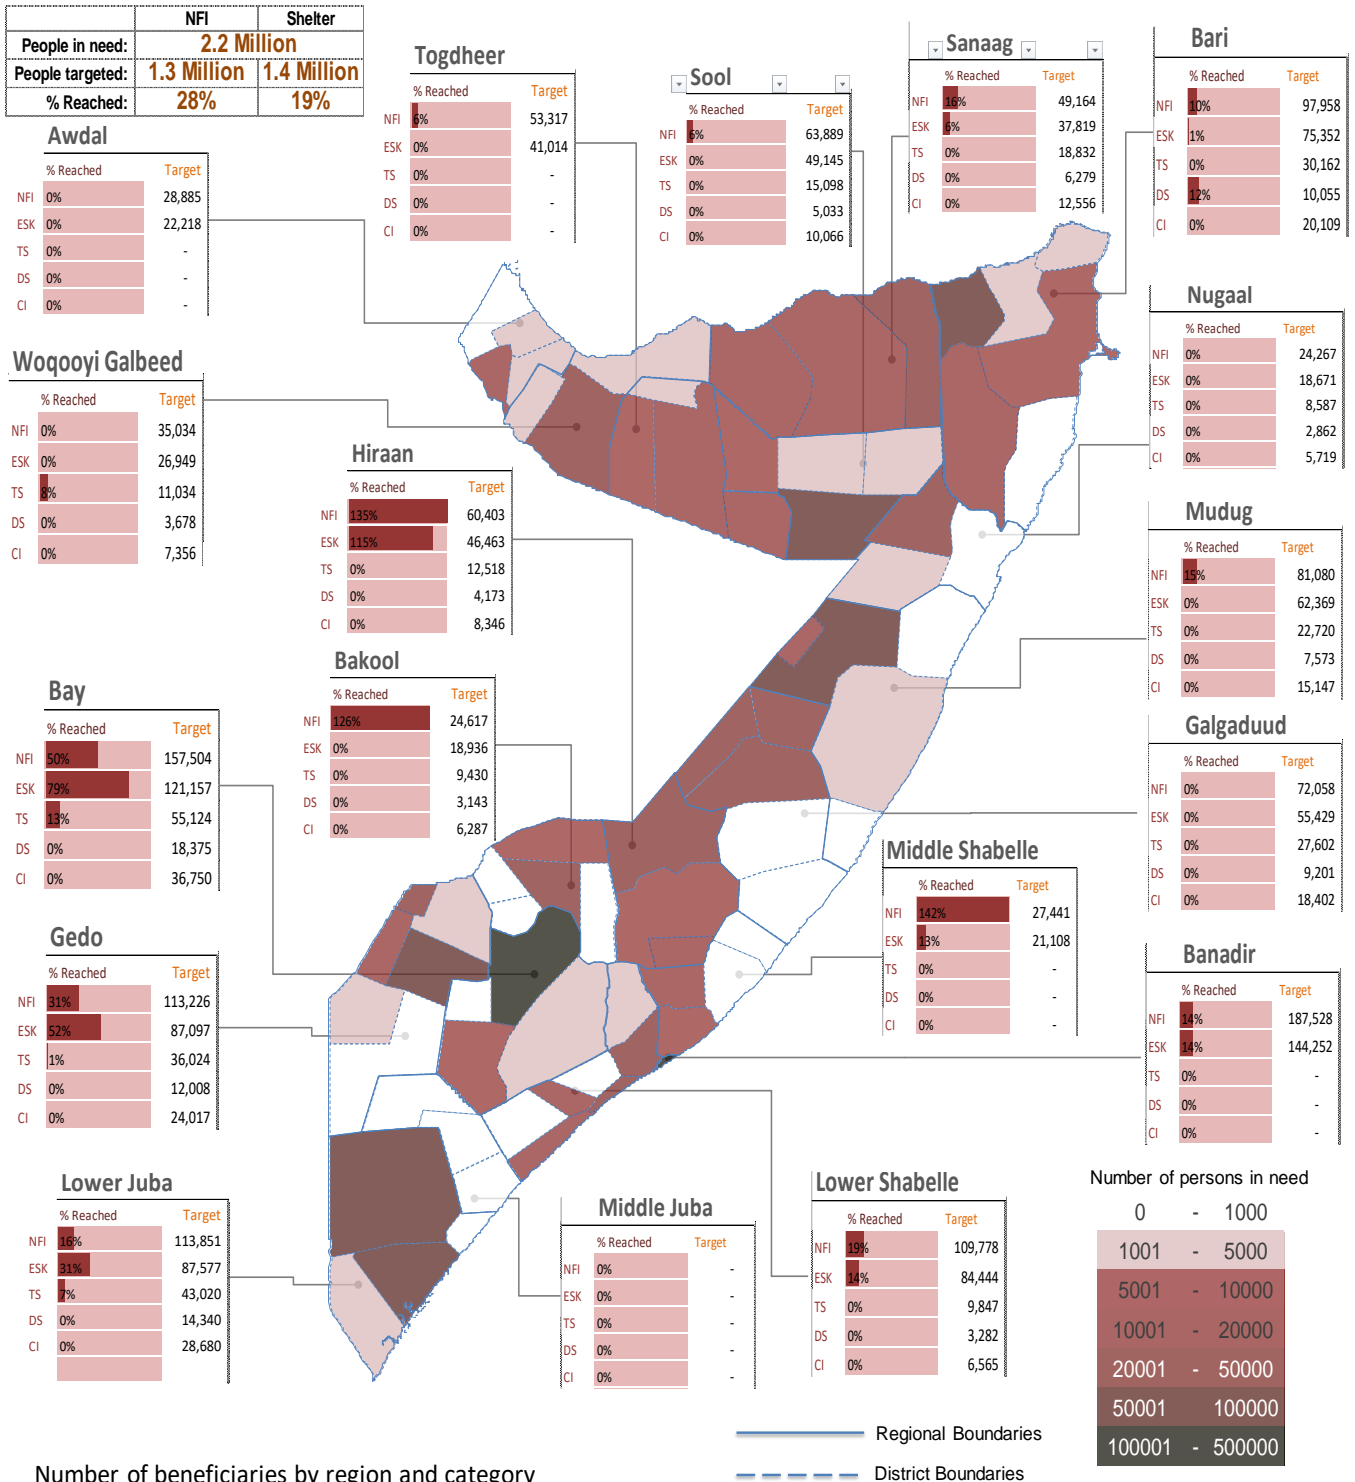 NFI Shelter
People in need: 2.2 Million
People targeted: 1.3 Million 1.4 Million
% Reached: 28% 19%
Togdheer
% Reached Target
NFI 6% 53,317
ESK 0% 41,014
TS 0% -
DS 0% -
CI 0% -
Sool
% Reached Target
NFI 6% 63,889
ESK 0% 49,145
TS 0% 15,098
DS 0% 5,033
CI 0% 10,066
Sanaag
% Reached Target
NFI 16% 49,164
ESK 6% 37,819
TS 0% 18,832
DS 0% 6,279
CI 0% 12,556
Bari
% Reached Target
NFI 10% 97,958
ESK 1% 75,352
TS 0% 30,162
DS 12% 10,055
CI 0% 20,109
Awdal
% Reached Target
NFI 0% 28,885
ESK 0% 22,218
TS 0% -
DS 0% -
CI 0% -
Nugaal
% Reached Target
NFI 0% 24,267
ESK 0% 18,671
TS 0% 8,587
DS 0% 2,862
CI 0% 5,719
Woqooyi Galbeed
% Reached Target
NFI 0% 35,034
ESK 0% 26,949
TS 8% 11,034
DS 0% 3,678
CI 0% 7,356
Hiraan
% Reached Target
NFI 135% 60,403
ESK 115% 46,463
TS 0% 12,518
DS 0% 4,173
CI 0% 8,346
Mudug
% Reached Target
NFI 15% 81,080
ESK 0% 62,369
TS 0% 22,720
DS 0% 7,573
CI 0% 15,147
Bakool
% Reached Target
NFI 126% 24,617
ESK 0% 18,936
TS 0% 9,430
DS 0% 3,143
CI 0% 6,287
Bay
% Reached Target
NFI 50% 157,504
ESK 79% 121,157
TS 13% 55,124
DS 0% 18,375
CI 0% 36,750
Galgaduud
% Reached Target
NFI 0% 72,058
ESK 0% 55,429
TS 0% 27,602
DS 0% 9,201
CI 0% 18,402
Middle Shabelle
% Reached Target
NFI 142% 27,441
ESK 13% 21,108
TS 0% -
DS 0% -
CI 0% -
Gedo
% Reached Target
NFI 31% 113,226
ESK 52% 87,097
TS 1% 36,024
DS 0% 12,008
CI 0% 24,017
Banadir
% Reached Target
NFI 14% 187,528
ESK 14% 144,252
TS 0% -
DS 0% -
CI 0% -
Lower Juba
% Reached Target
NFI 16% 113,851
ESK 31% 87,577
TS 7% 43,020
DS 0% 14,340
CI 0% 28,680
Middle Juba
% Reached Target
NFI 0% -
ESK 0% -
TS 0% -
DS 0% -
CI 0% -
Lower Shabelle
% Reached Target
NFI 19% 109,778
ESK 14% 84,444
TS 0% 9,847
DS 0% 3,282
CI 0% 6,565
Number of persons in need
0 - 1000
1001 - 5000
5001 - 10000
10001 - 20000
20001 - 50000
50001 100000
100001 - 500000
Regional Boundaries
District Boundaries
Number of beneficiaries by region and category